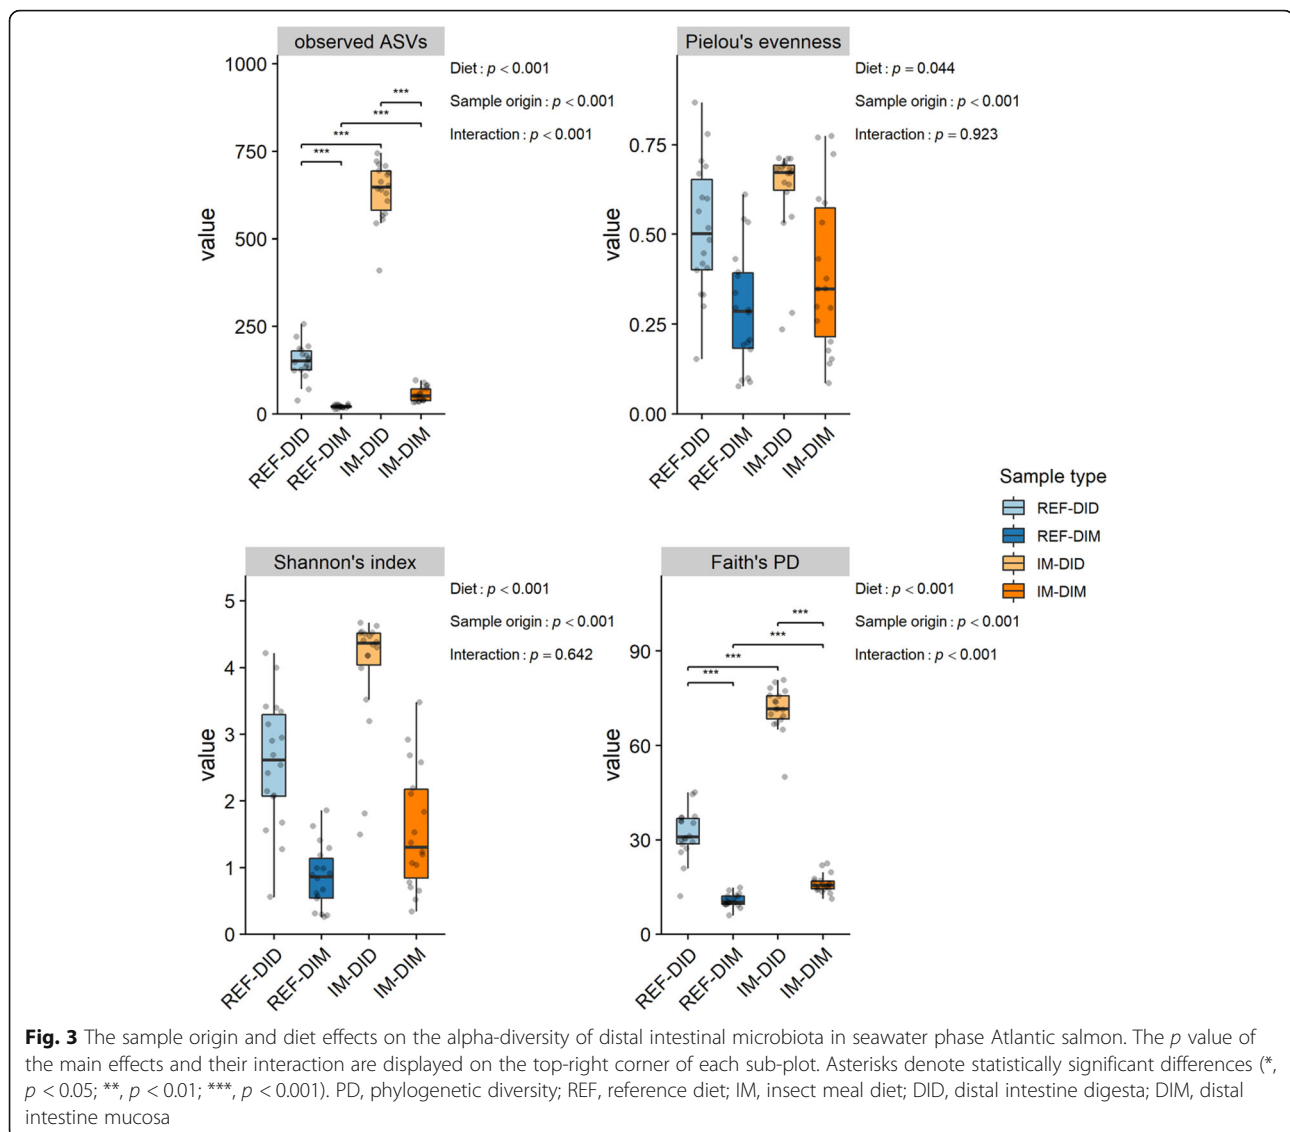 observed ASVs
Diet : p < 0.001
Sample origin : p < 0.001
Interaction : p < 0.001
1000
750
500
250
0
value
***
***
***
***
REF-DID
REF-DIM
IM-DID
IM-DIM
Pielou's evenness
Diet : p = 0.044
Sample origin : p < 0.001
Interaction : p = 0.923
0.75
0.50
0.25
0.00
value
REF-DID
REF-DIM
IM-DID
IM-DIM
Sample type
REF-DID
REF-DIM
IM-DID
IM-DIM
Shannon's index
Diet : p < 0.001
Sample origin : p < 0.001
Interaction : p = 0.642
5
4
3
2
1
0
value
REF-DID
REF-DIM
IM-DID
IM-DIM
Faith's PD
Diet : p < 0.001
Sample origin : p < 0.001
Interaction : p < 0.001
90
60
30
0
value
***
***
***
***
REF-DID
REF-DIM
IM-DID
IM-DIM
Fig. 3 The sample origin and diet effects on the alpha-diversity of distal intestinal microbiota in seawater phase Atlantic salmon. The p value of
the main effects and their interaction are displayed on the top-right corner of each sub-plot. Asterisks denote statistically significant differences (*,
p < 0.05; **, p < 0.01; ***, p < 0.001). PD, phylogenetic diversity; REF, reference diet; IM, insect meal diet; DID, distal intestine digesta; DIM, distal
intestine mucosa